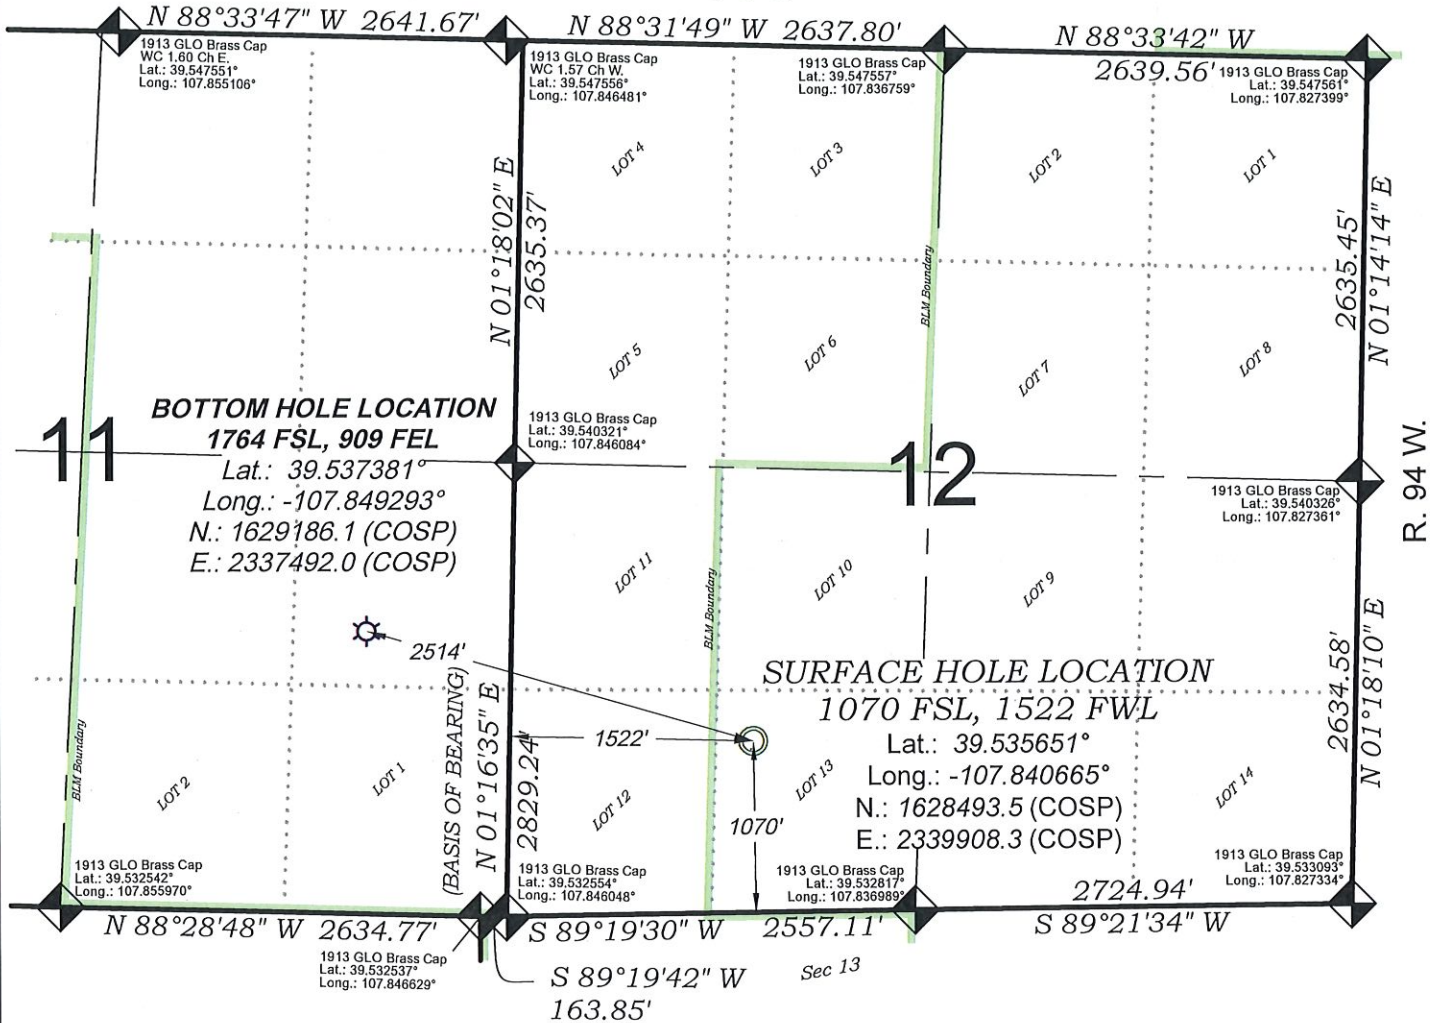 N 88°33'47" W 2641.67'
N 88°31'49" W 2637.80'
N 88°33'42" W
2639.56'
1913 GLO Brass Cap
WC 1.60 Ch E.
Lat.: 39.547551°
Long.: 107.855106°
1913 GLO Brass Cap
WC 1.57 Ch W.
Lat.: 39.547556°
Long.: 107.846481°
1913 GLO Brass Cap
Lat.: 39.547557°
Long.: 107.836759°
1913 GLO Brass Cap
Lat.: 39.547561°
Long.: 107.827399°
LOT 4
LOT 3
LOT 2
LOT 1
N 01°18'02" E
2635.37'
BLM Boundary
2635.45'
N 01°14'14" E
LOT 5
LOT 6
LOT 7
LOT 8
BOTTOM HOLE LOCATION
1764 FSL, 909 FEL
Lat.: 39.537381°
Long.: -107.849293°
N.: 1629186.1 (COSP)
E.: 2337492.0 (COSP)
11
1913 GLO Brass Cap
Lat.: 39.540321°
Long.: 107.846084°
12
1913 GLO Brass Cap
Lat.: 39.540326°
Long.: 107.827361°
R. 94 W.
LOT 11
BLM Boundary
LOT 10
LOT 9
2514'
SURFACE HOLE LOCATION
1070 FSL, 1522 FWL
Lat.: 39.535651°
Long.: -107.840665°
N.: 1628493.5 (COSP)
E.: 2339908.3 (COSP)
2634.58'
N 01°18'10" E
BLM Boundary
LOT 2
LOT 1
(BASIS OF BEARING)
N 01°16'35" E
2829.24'
1522'
LOT 12
1070'
LOT 13
LOT 14
1913 GLO Brass Cap
Lat.: 39.532542°
Long.: 107.855970°
1913 GLO Brass Cap
Lat.: 39.532554°
Long.: 107.846048°
1913 GLO Brass Cap
Lat.: 39.532817°
Long.: 107.836989°
1913 GLO Brass Cap
Lat.: 39.533093°
Long.: 107.827334°
N 88°28'48" W 2634.77'
S 89°19'30" W 2557.11'
2724.94'
S 89°21'34" W
1913 GLO Brass Cap
Lat.: 39.532537°
Long.: 107.846629°
S 89°19'42" W
163.85'
Sec 13